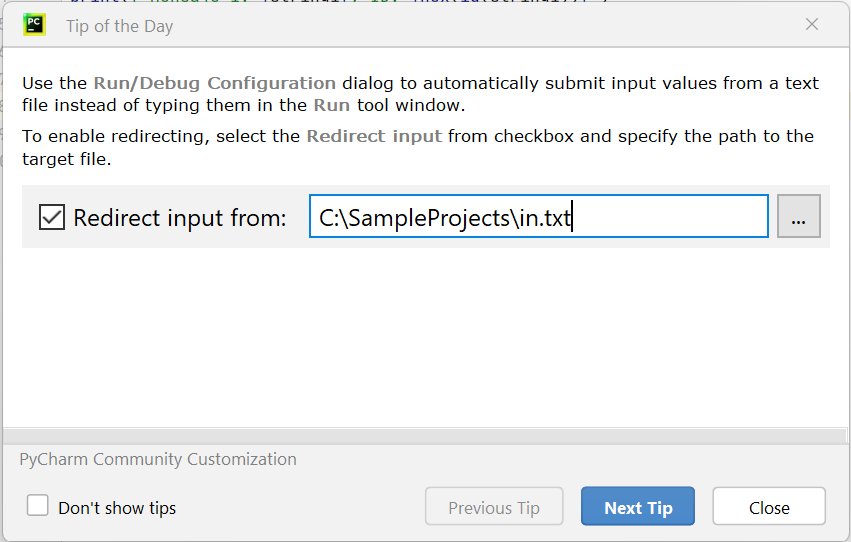 PC
Tip of the Day
Use the Run/Debug Configuration dialog to automatically submit input values from a text
file instead of typing them in the Run tool window.
To enable redirecting, select the Redirect input from checkbox and specify the path to the
target file.
Redirect input from: C:\SampleProjects\in.txt ...
PyCharm Community Customization
Don't show tips Previous Tip Next Tip Close